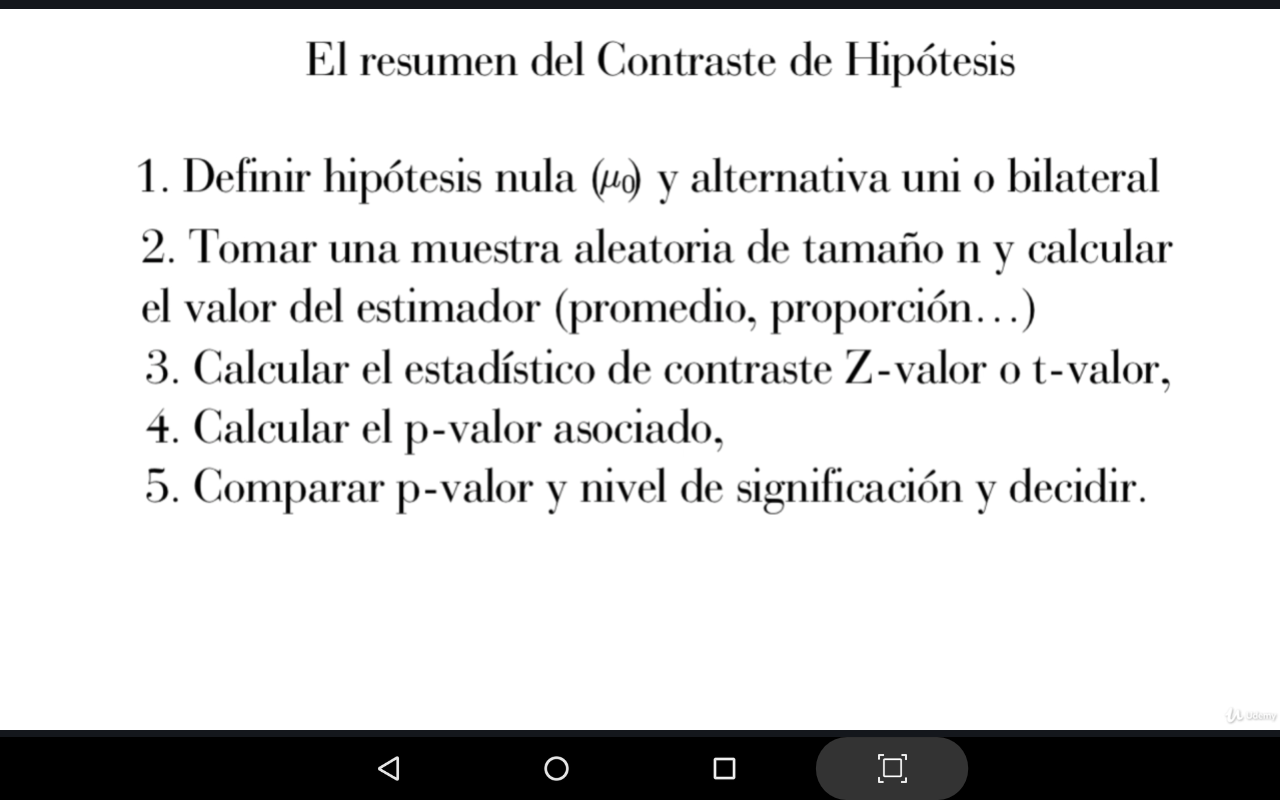 El resumen del Contraste de Hipótesis
1. Definir hipótesis nula (μ0) y alternativa uni o bilateral
2. Tomar una muestra aleatoria de tamaño n y calcular
el valor del estimador (promedio, proporción…)
3. Calcular el estadístico de contraste Z-valor o t-valor,
4. Calcular el p-valor asociado,
5. Comparar p-valor y nivel de significación y decidir.
Udemy